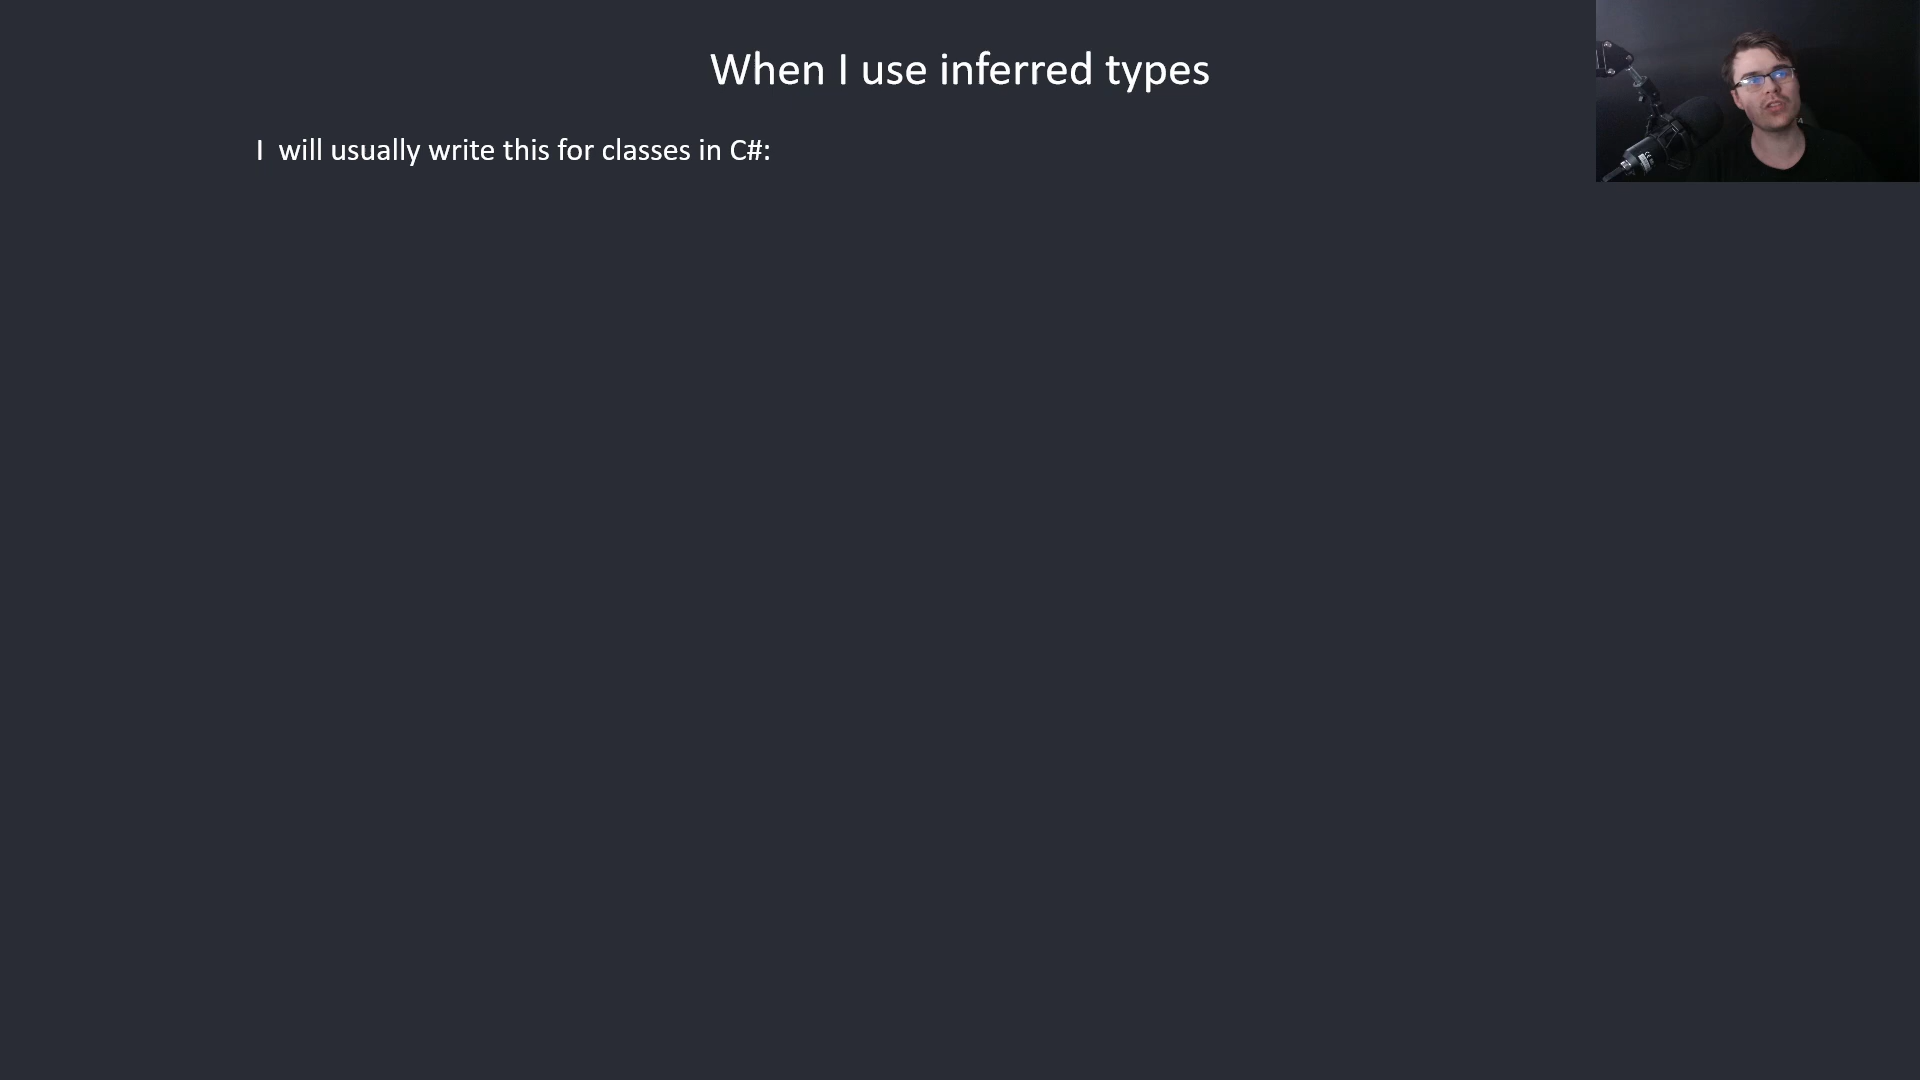 When I use inferred types
I  will usually write this for classes in C#: